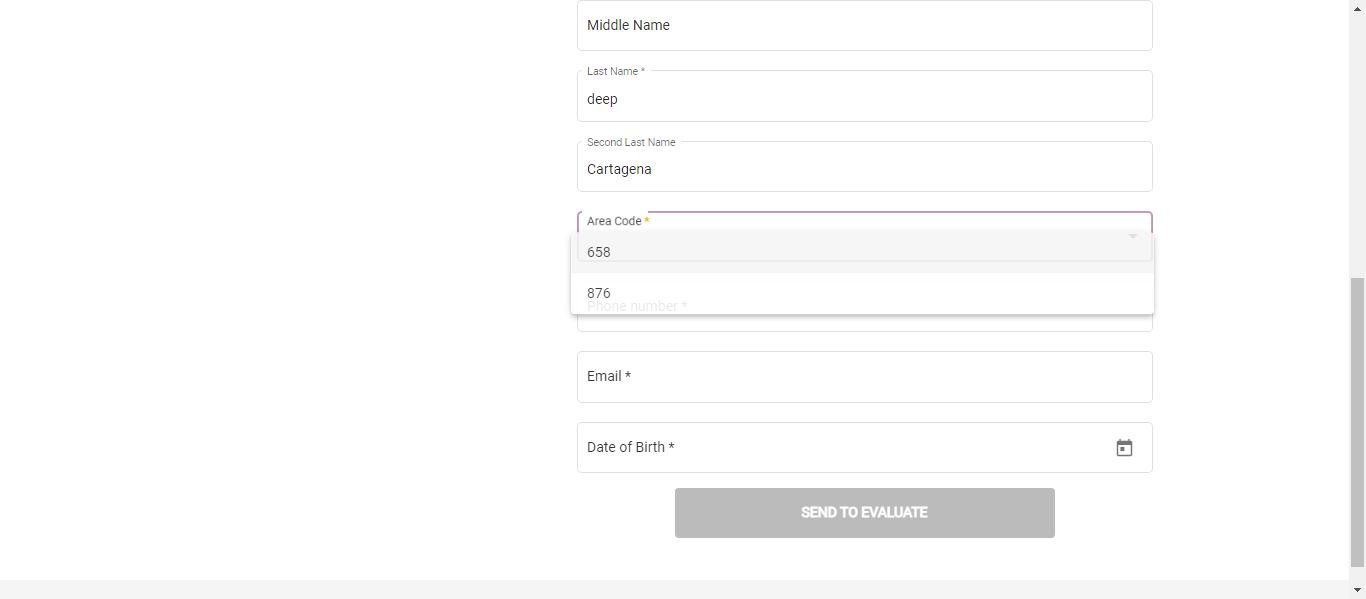 Middle Name
Last Name *
deep
Second Last Name
Cartagena
Area Code *
658
876
Phone number *
Email *
Date of Birth *
SEND TO EVALUATE